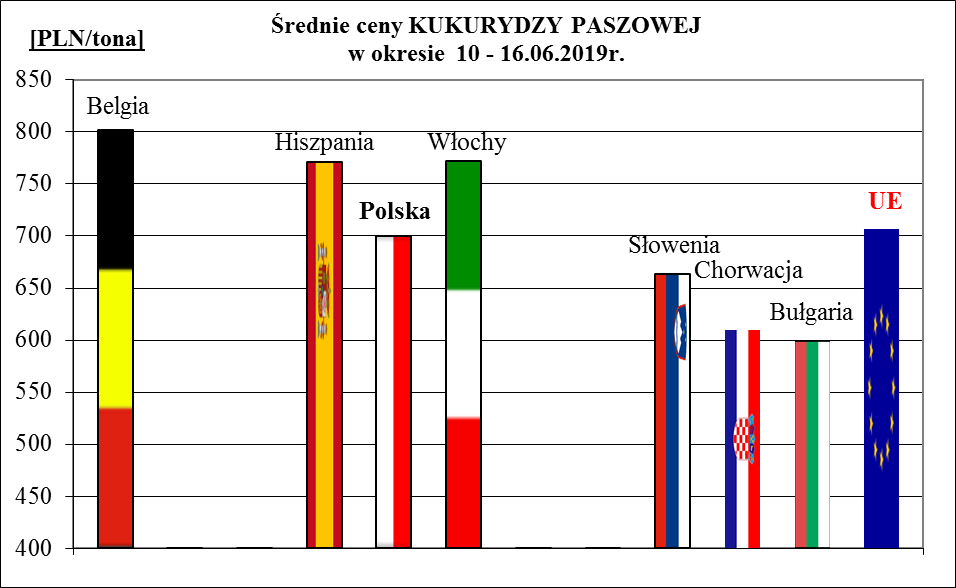 Średnie ceny KUKURYDZY PASZOWEJ
w okresie 10 - 16.06.2019r.
[PLN/tona]
850
800
750
700
650
600
550
500
450
400
Belgia
Hiszpania
Polska
Włochy
Słowenia
Chorwacja
Bułgaria
UE